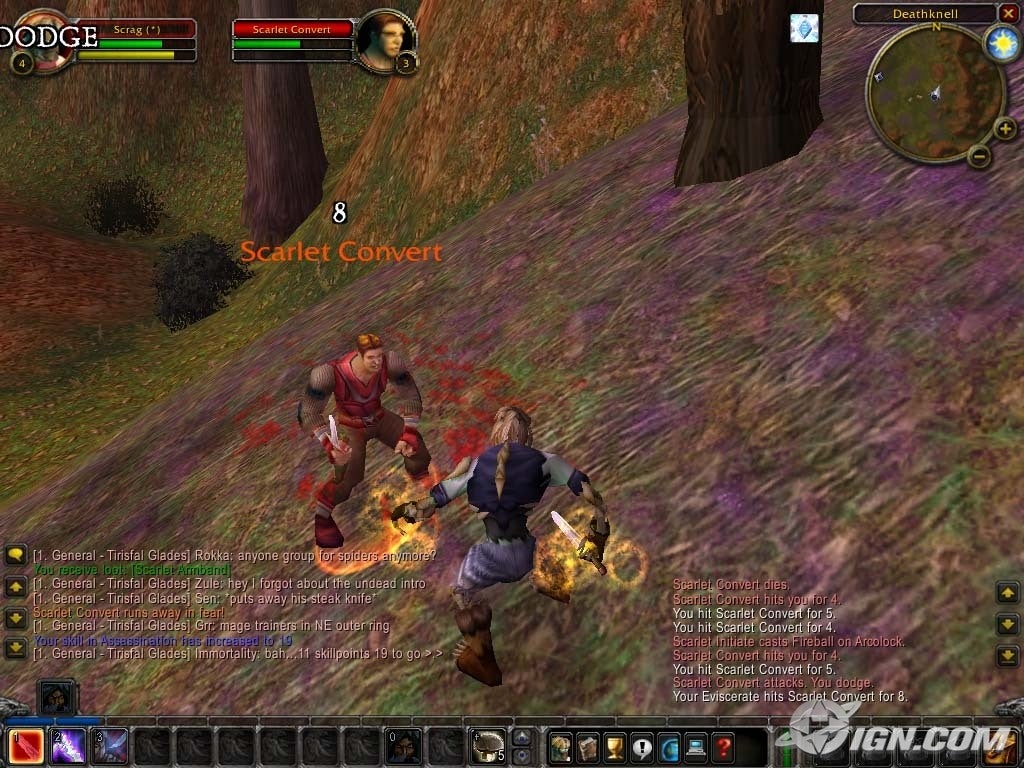 DODGE
Scrag (*)
4
Scarlet Convert
3
Deathknell
N
8
Scarlet Convert
[1. General - Tirisfal Glades] Rokka: anyone group for spiders anymore?
You receive loot: [Scarlet Armband]
[1. General - Tirisfal Glades] Zule: hey I forgot about the undead intro
[1. General - Tirisfal Glades] Sen: *puts away his steak knife*
Scarlet Convert runs away in fear!
[1. General - Tirisfal Glades] Grr: mage trainers in NE outer ring
Your skill in Assassination has increased to 19
[1. General - Tirisfal Glades] Immortality: bah...11 skillpoints 19 to go >.>
Scarlet Convert dies.
Scarlet Convert hits you for 4.
You hit Scarlet Convert for 5.
You hit Scarlet Convert for 4.
Scarlet Initiate casts Fireball on Arcolock.
Scarlet Convert hits you for 4.
You hit Scarlet Convert for 5.
Scarlet Convert attacks. You dodge.
Your Eviscerate hits Scarlet Convert for 8.
1 2 3 0 5
IGN.COM